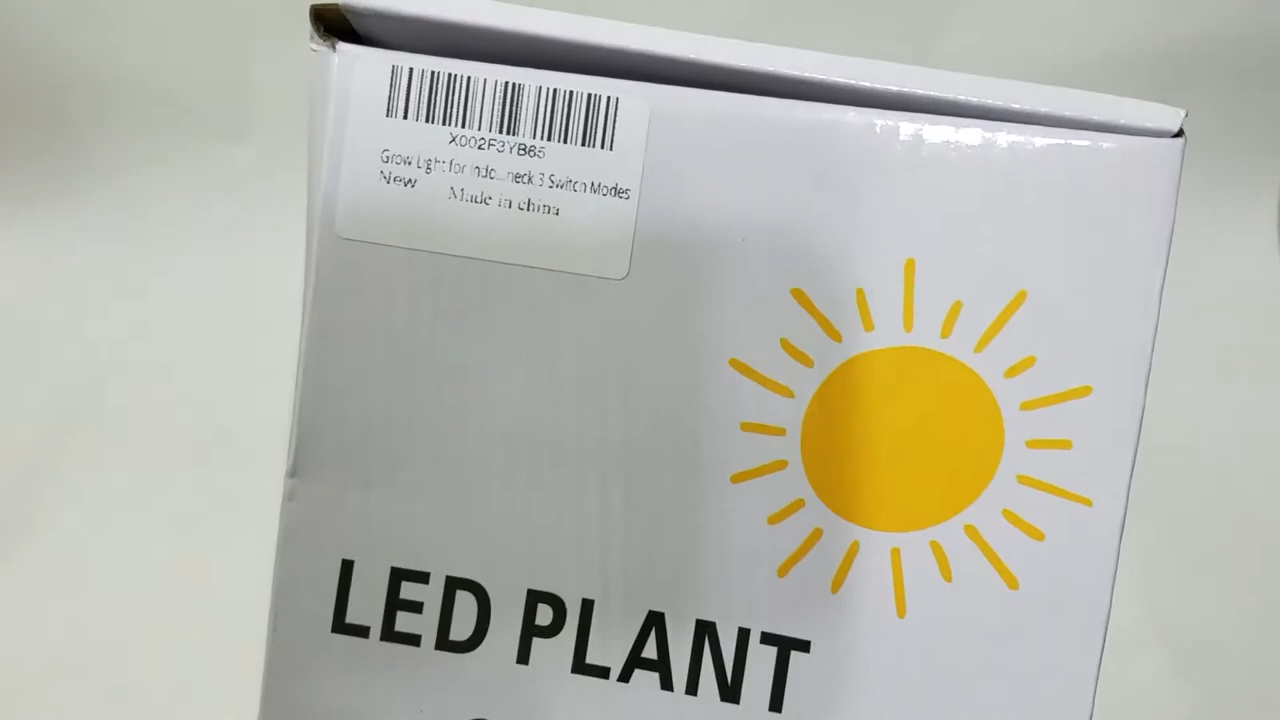 X002F3YB65
Grow Light for Indo...neck 3 Switch Modes
New
Made in china
LED PLANT